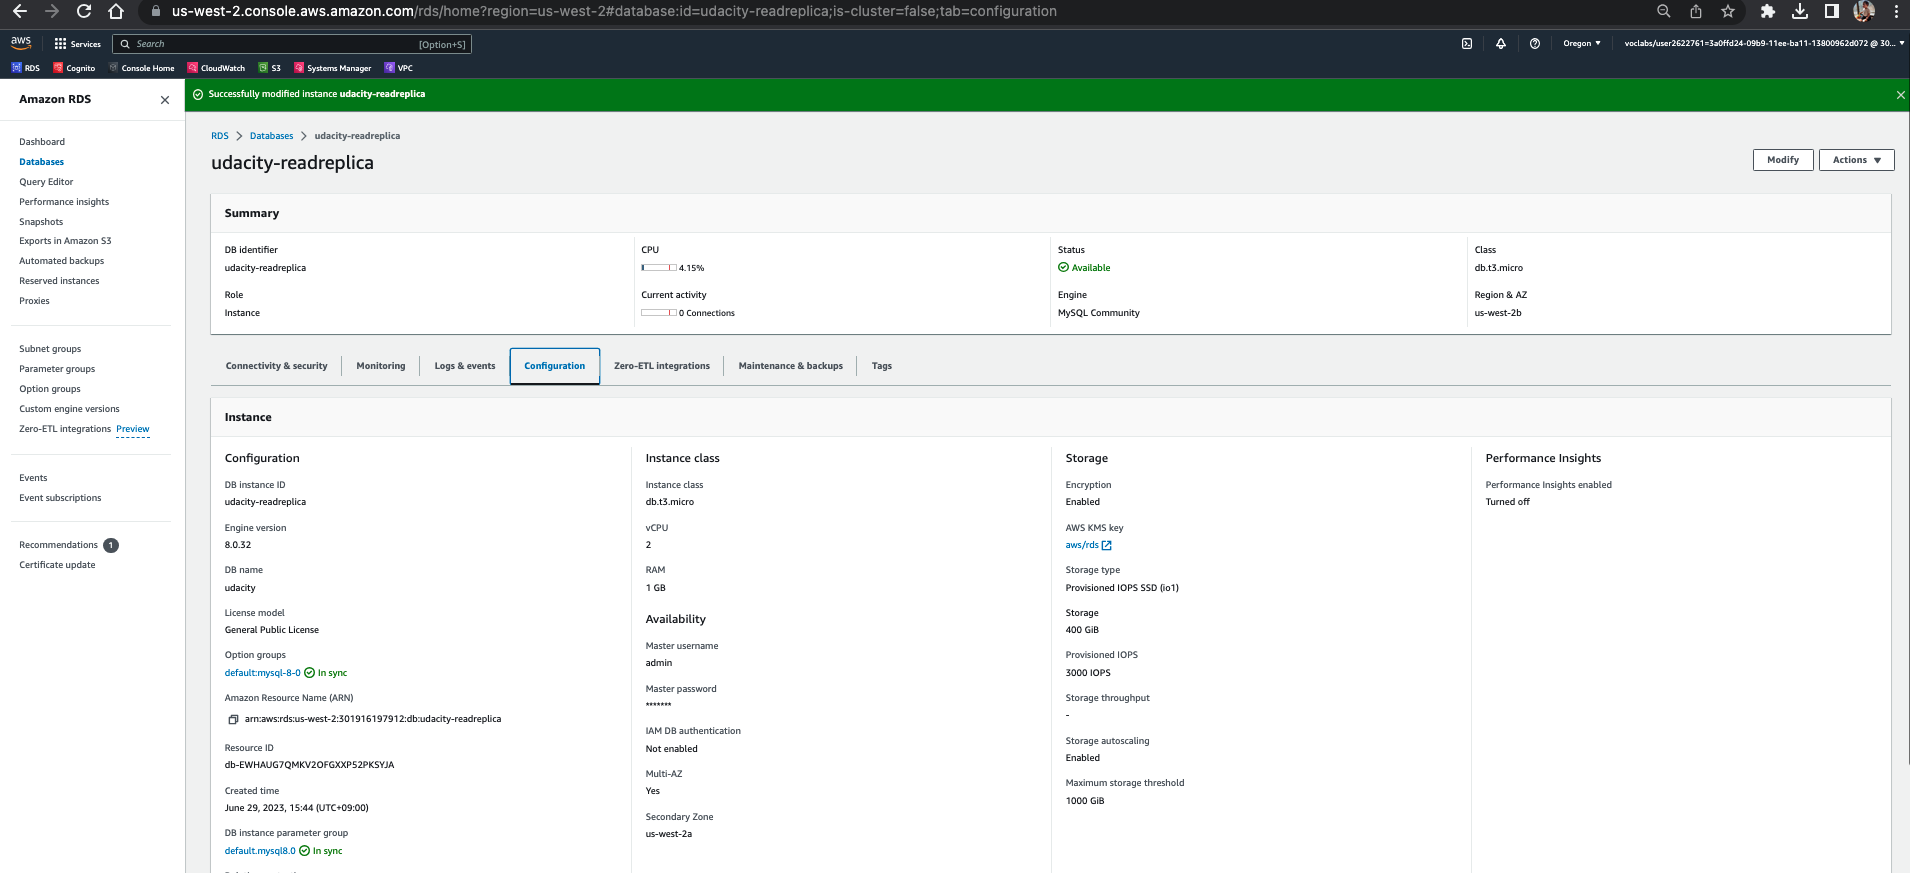 us-west-2.console.aws.amazon.com/rds/home?region=us-west-2#database:id=udacity-readreplica;is-cluster=false;tab=configuration
aws Services Search [Option+S] Oregon voclabs/user2622761=3a0ffd24-09b9-11ee-ba11-13800962d072 @ 30...
RDS Cognito Console Home CloudWatch S3 Systems Manager VPC
Amazon RDS
Dashboard
Databases
Query Editor
Performance insights
Snapshots
Exports in Amazon S3
Automated backups
Reserved instances
Proxies
Subnet groups
Parameter groups
Option groups
Custom engine versions
Zero-ETL integrations Preview
Events
Event subscriptions
Recommendations 1
Certificate update
Successfully modified instance udacity-readreplica
RDS > Databases > udacity-readreplica
udacity-readreplica
Modify Actions
Summary
DB identifier
udacity-readreplica
Role
Instance
CPU
4.15%
Current activity
0 Connections
Status
Available
Engine
MySQL Community
Class
db.t3.micro
Region & AZ
us-west-2b
Connectivity & security Monitoring Logs & events Configuration Zero-ETL integrations Maintenance & backups Tags
Instance
Configuration
DB instance ID
udacity-readreplica
Engine version
8.0.32
DB name
udacity
License model
General Public License
Option groups
default:mysql-8-0 In sync
Amazon Resource Name (ARN)
arn:aws:rds:us-west-2:301916197912:db:udacity-readreplica
Resource ID
db-EWHAUG7QMKV2OFGXXP52PKSYJA
Created time
June 29, 2023, 15:44 (UTC+09:00)
DB instance parameter group
default.mysql8.0 In sync
Instance class
Instance class
db.t3.micro
vCPU
2
RAM
1 GB
Availability
Master username
admin
Master password
*******
IAM DB authentication
Not enabled
Multi-AZ
Yes
Secondary Zone
us-west-2a
Storage
Encryption
Enabled
AWS KMS key
aws/rds
Storage type
Provisioned IOPS SSD (io1)
Storage
400 GiB
Provisioned IOPS
3000 IOPS
Storage throughput
-
Storage autoscaling
Enabled
Maximum storage threshold
1000 GiB
Performance Insights
Performance Insights enabled
Turned off